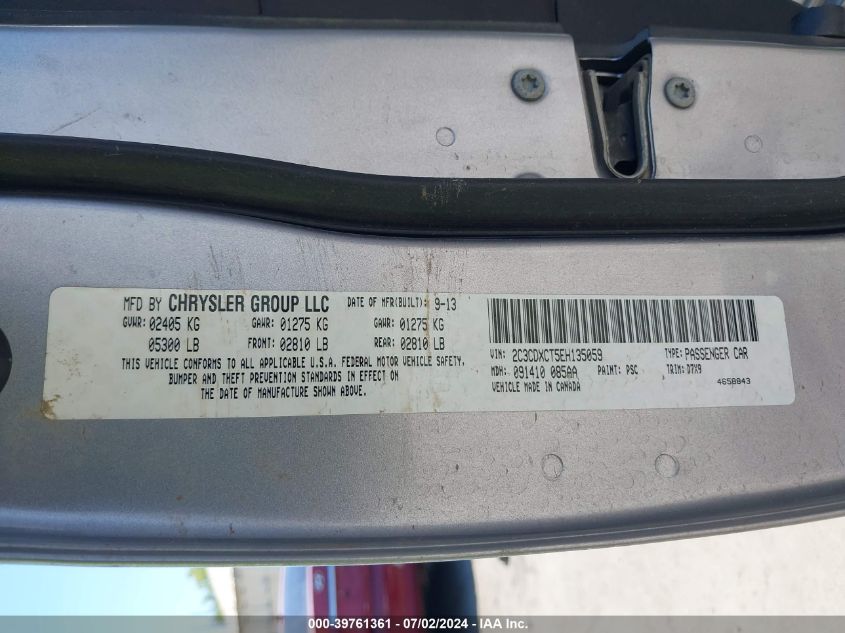 MFD BY CHRYSLER GROUP LLC DATE OF MFR(BUILT): 9-13
GVWR: 02405 KG GAWR: 01275 KG GAWR: 01275 KG
05300 LB FRONT: 02810 LB REAR: 02810 LB
THIS VEHICLE CONFORMS TO ALL APPLICABLE U.S.A. FEDERAL MOTOR VEHICLE SAFETY,
BUMPER AND THEFT PREVENTION STANDARDS IN EFFECT ON
THE DATE OF MANUFACTURE SHOWN ABOVE.
VIN: 2C3CDXCT5EH135059 TYPE: PASSENGER CAR
MDH: 091410 085AA PAINT: PSC TRIM: D7X9
VEHICLE MADE IN CANADA 4658843
000-39761361 | 07/02/2024 - IAA Inc.